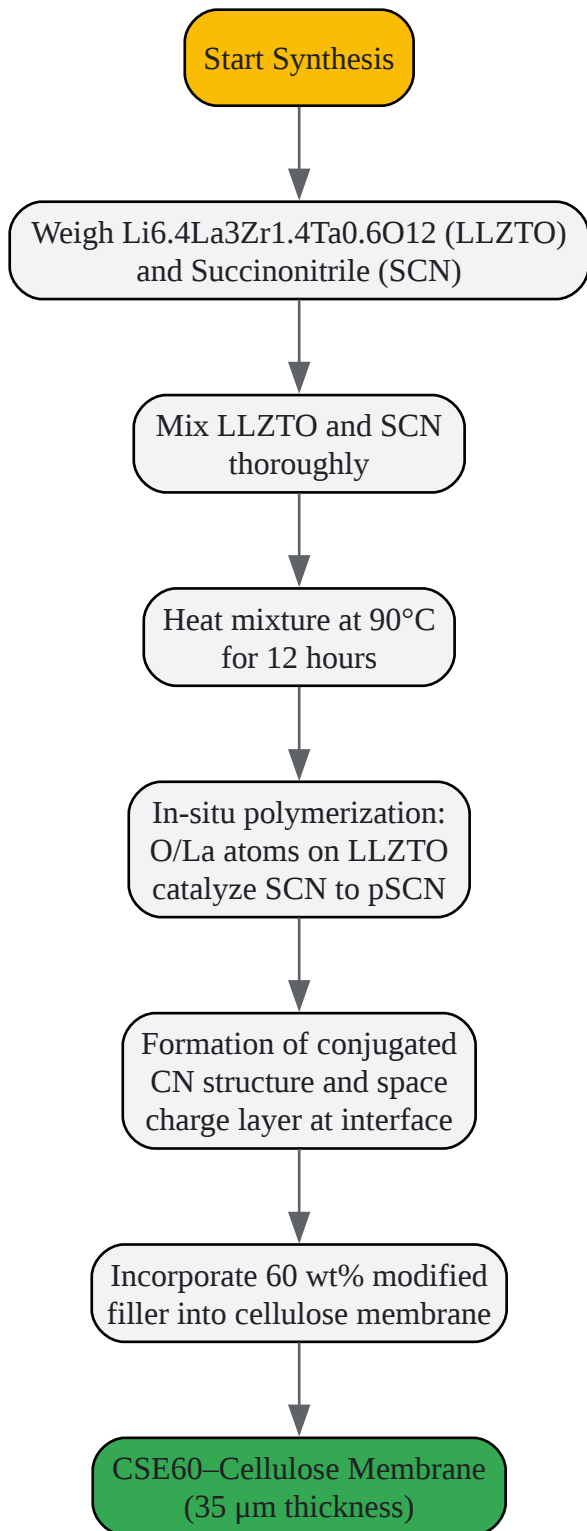 Start Synthesis
Weigh Li6.4La3Zr1.4Ta0.6O12 (LLZTO)
and Succinonitrile (SCN)
Mix LLZTO and SCN
thoroughly
Heat mixture at 90°C
for 12 hours
In-situ polymerization:
O/La atoms on LLZTO
catalyze SCN to pSCN
Formation of conjugated
CN structure and space
charge layer at interface
Incorporate 60 wt% modified
filler into cellulose membrane
CSE60–Cellulose Membrane
(35 μm thickness)